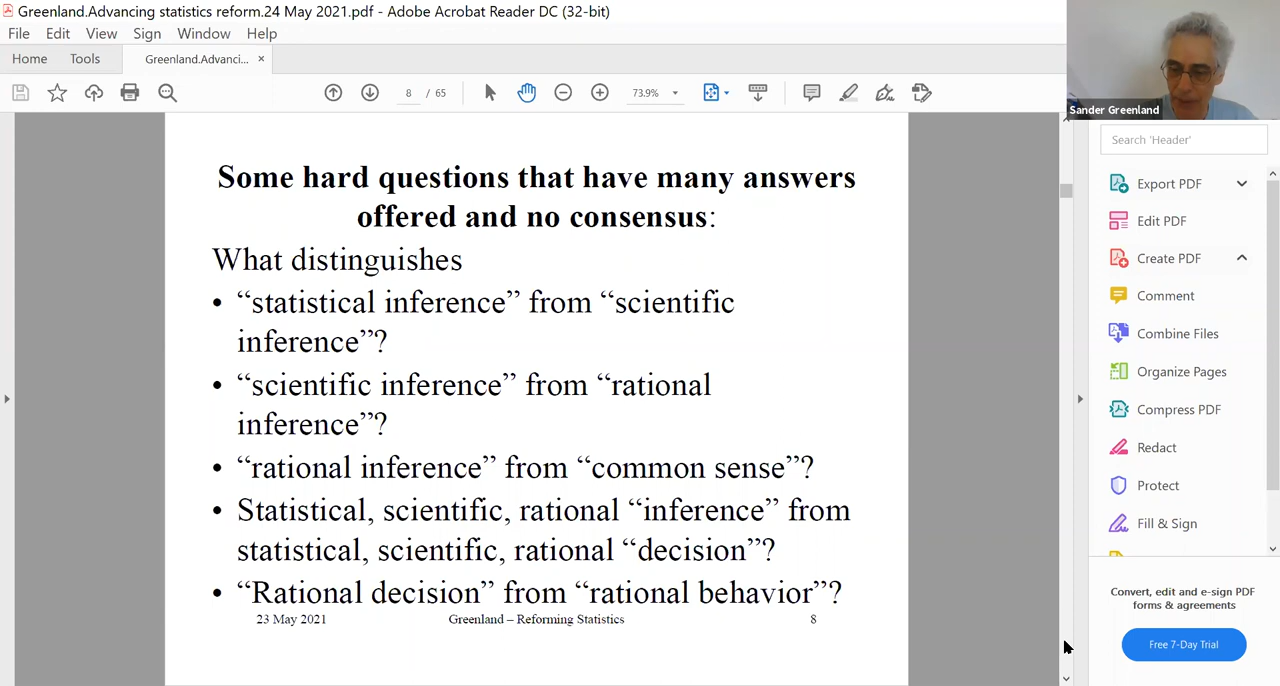 Greenland.Advancing statistics reform.24 May 2021.pdf - Adobe Acrobat Reader DC (32-bit)
File Edit View Sign Window Help
Home Tools Greenland.Advanci... ×
8 / 65 73.9%
Sander Greenland
Search 'Header'
Export PDF
Edit PDF
Create PDF
Comment
Combine Files
Organize Pages
Compress PDF
Redact
Protect
Fill & Sign
Convert, edit and e-sign PDF
forms & agreements
Free 7-Day Trial
Some hard questions that have many answers
offered and no consensus:
What distinguishes
• “statistical inference” from “scientific
inference”?
• “scientific inference” from “rational
inference”?
• “rational inference” from “common sense”?
• Statistical, scientific, rational “inference” from
statistical, scientific, rational “decision”?
• “Rational decision” from “rational behavior”?
23 May 2021 Greenland – Reforming Statistics 8